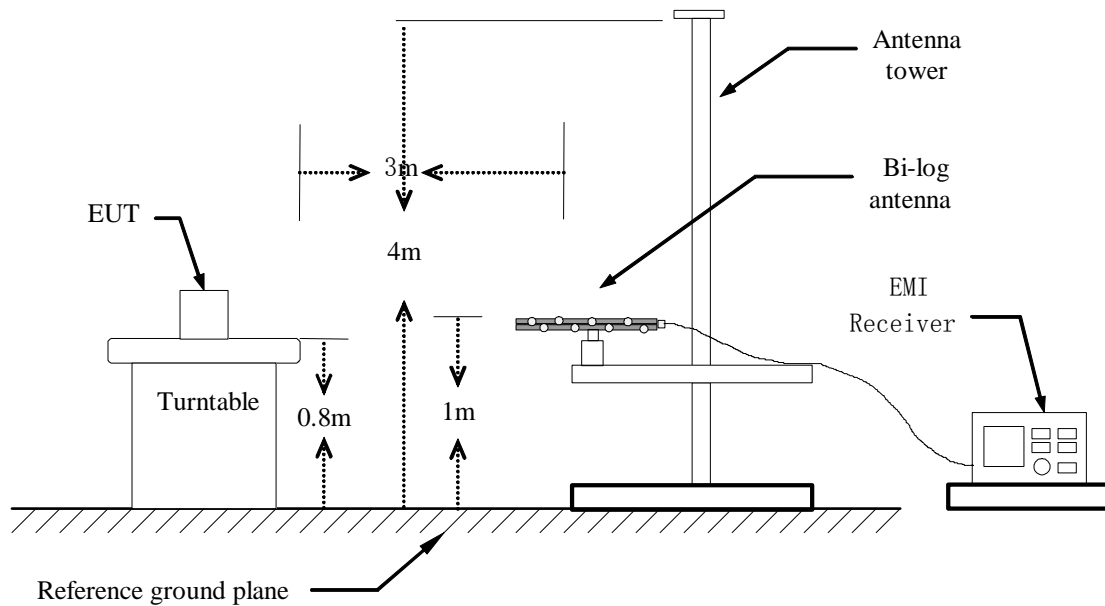 Antenna
tower
3m
Bi-log
antenna
EUT
4m
EMI
Receiver
Turntable
0.8m
1m
Reference ground plane